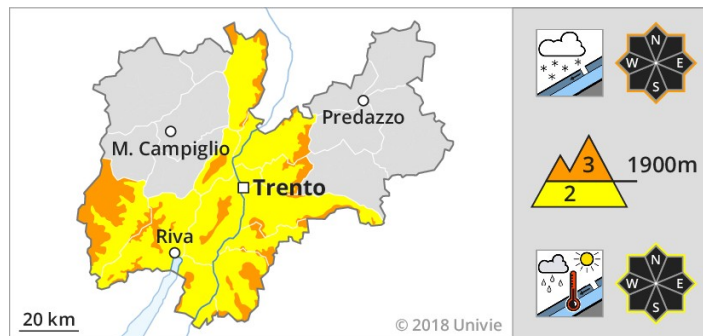 Predazzo
M. Campiglio
Trento
Riva
20 km
© 2018 Univie
N
W E
S
3 1900m
2
N
W E
S